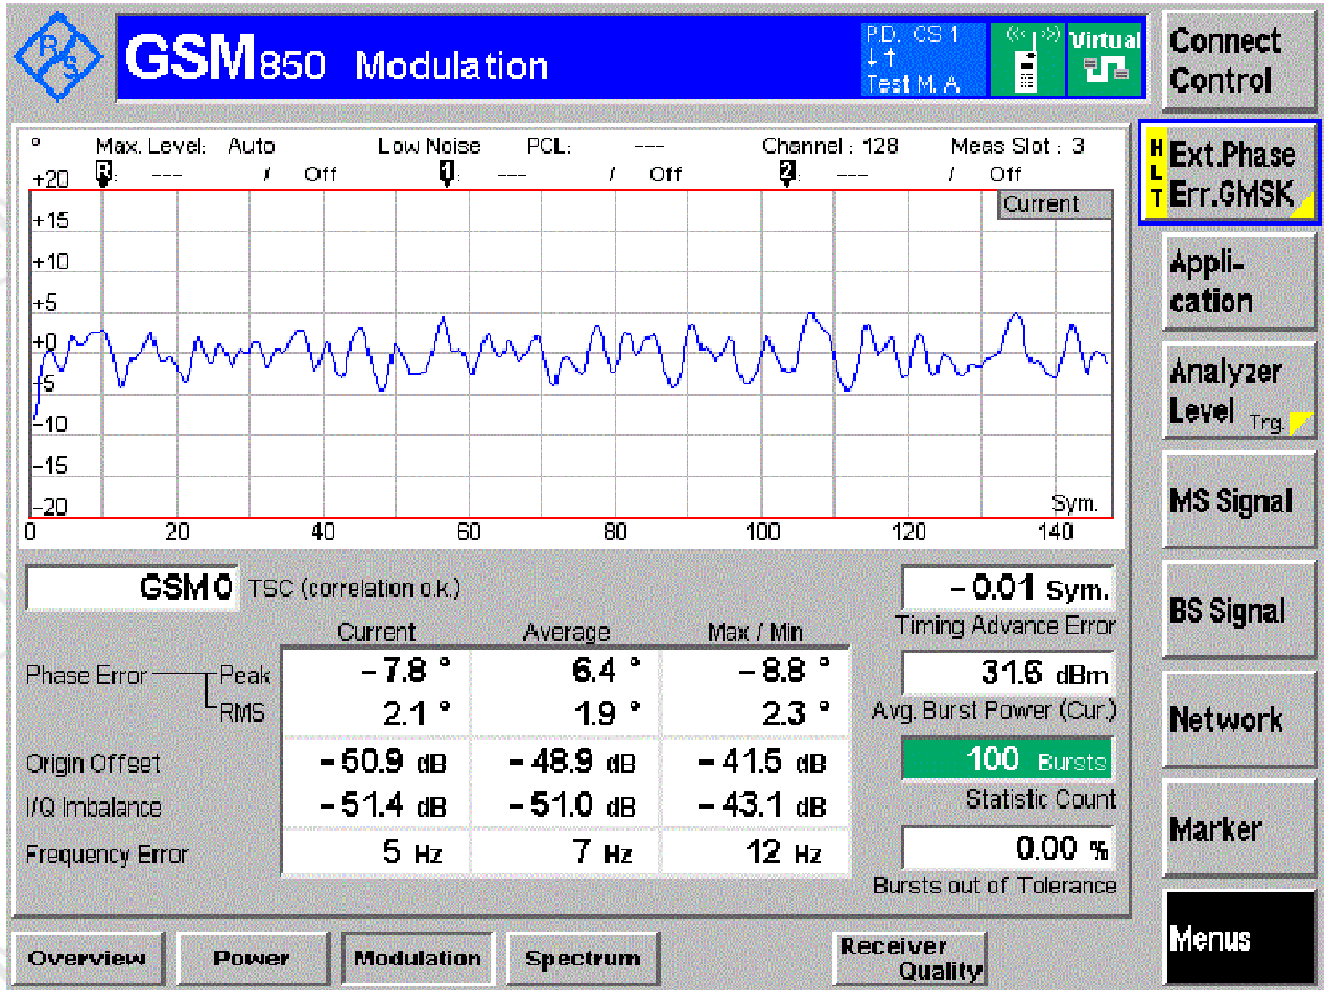 R/S
GSM850 Modulation
P.D. CS 1
↓↑
Test M. A.
Virtual
Connect
Control
° Max. Level: Auto Low Noise PCL: --- Channel : 128 Meas Slot : 3
R: --- / Off 1: --- / Off 2: --- / Off
Current
+20
+15
+10
+5
+0
-5
-10
-15
-20
Sym.
0 20 40 60 80 100 120 140
HLT
Ext.Phase
Err.GMSK
Appli-
cation
Analyzer
Level Trg.
MS Signal
BS Signal
Network
Marker
Menus
GSM 0 TSC (correlation o.k.)
Current Average Max / Min
Phase Error Peak – 7.8 ° 6.4 ° – 8.8 °
RMS 2.1 ° 1.9 ° 2.3 °
Origin Offset – 50.9 dB – 48.9 dB – 41.5 dB
I/Q Imbalance – 51.4 dB – 51.0 dB – 43.1 dB
Frequency Error 5 Hz 7 Hz 12 Hz
– 0.01 Sym.
Timing Advance Error
31.6 dBm
Avg. Burst Power (Cur.)
100 Bursts
Statistic Count
0.00 %
Bursts out of Tolerance
Overview Power Modulation Spectrum
Receiver
Quality